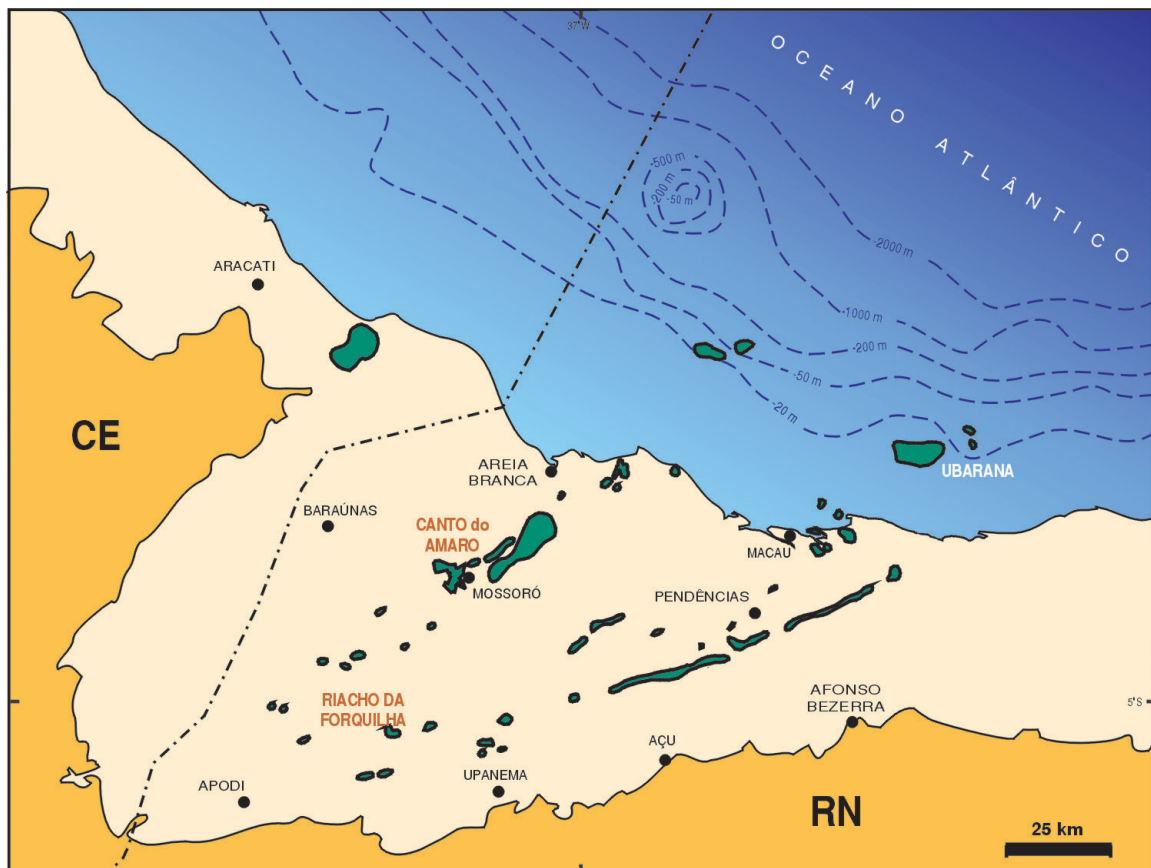 37°W
OCEANO ATLÂNTICO
-500 m
-200 m
-50 m
-2000 m
ARACATI
-1000 m
-200 m
-50 m
-20 m
CE
UBARANA
AREIA
BRANCA
BARAÚNAS
CANTO do
AMARO
MACAU
MOSSORÓ
PENDÊNCIAS
RIACHO DA
FORQUILHA
AFONSO
BEZERRA
5°S
AÇU
UPANEMA
APODI
RN
25 km